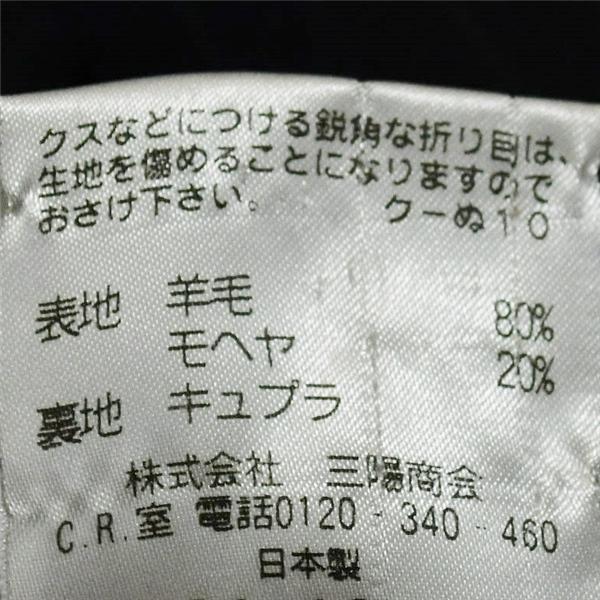 クスなどにつける鋭角な折り目は、
生地を傷めることになりますので
おさけ下さい。 クーぬ10
表地 羊毛 80%
モヘヤ 20%
裏地 キュプラ
株式会社 三陽商会
C.R.室 電話0120-340-460
日本製